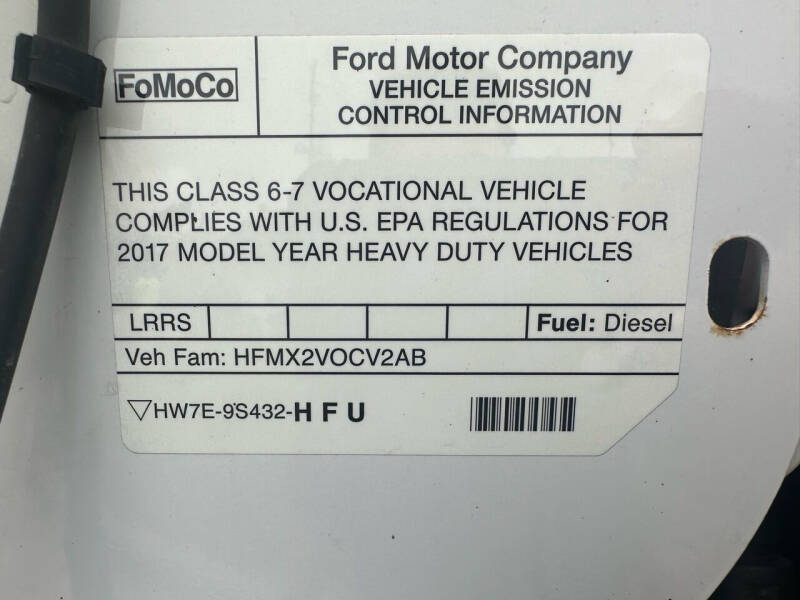 FoMoCo
Ford Motor Company
VEHICLE EMISSION
CONTROL INFORMATION
THIS CLASS 6-7 VOCATIONAL VEHICLE
COMPLIES WITH U.S. EPA REGULATIONS FOR
2017 MODEL YEAR HEAVY DUTY VEHICLES
LRRS Fuel: Diesel
Veh Fam: HFMX2VOCV2AB
▽HW7E-9S432-HFU